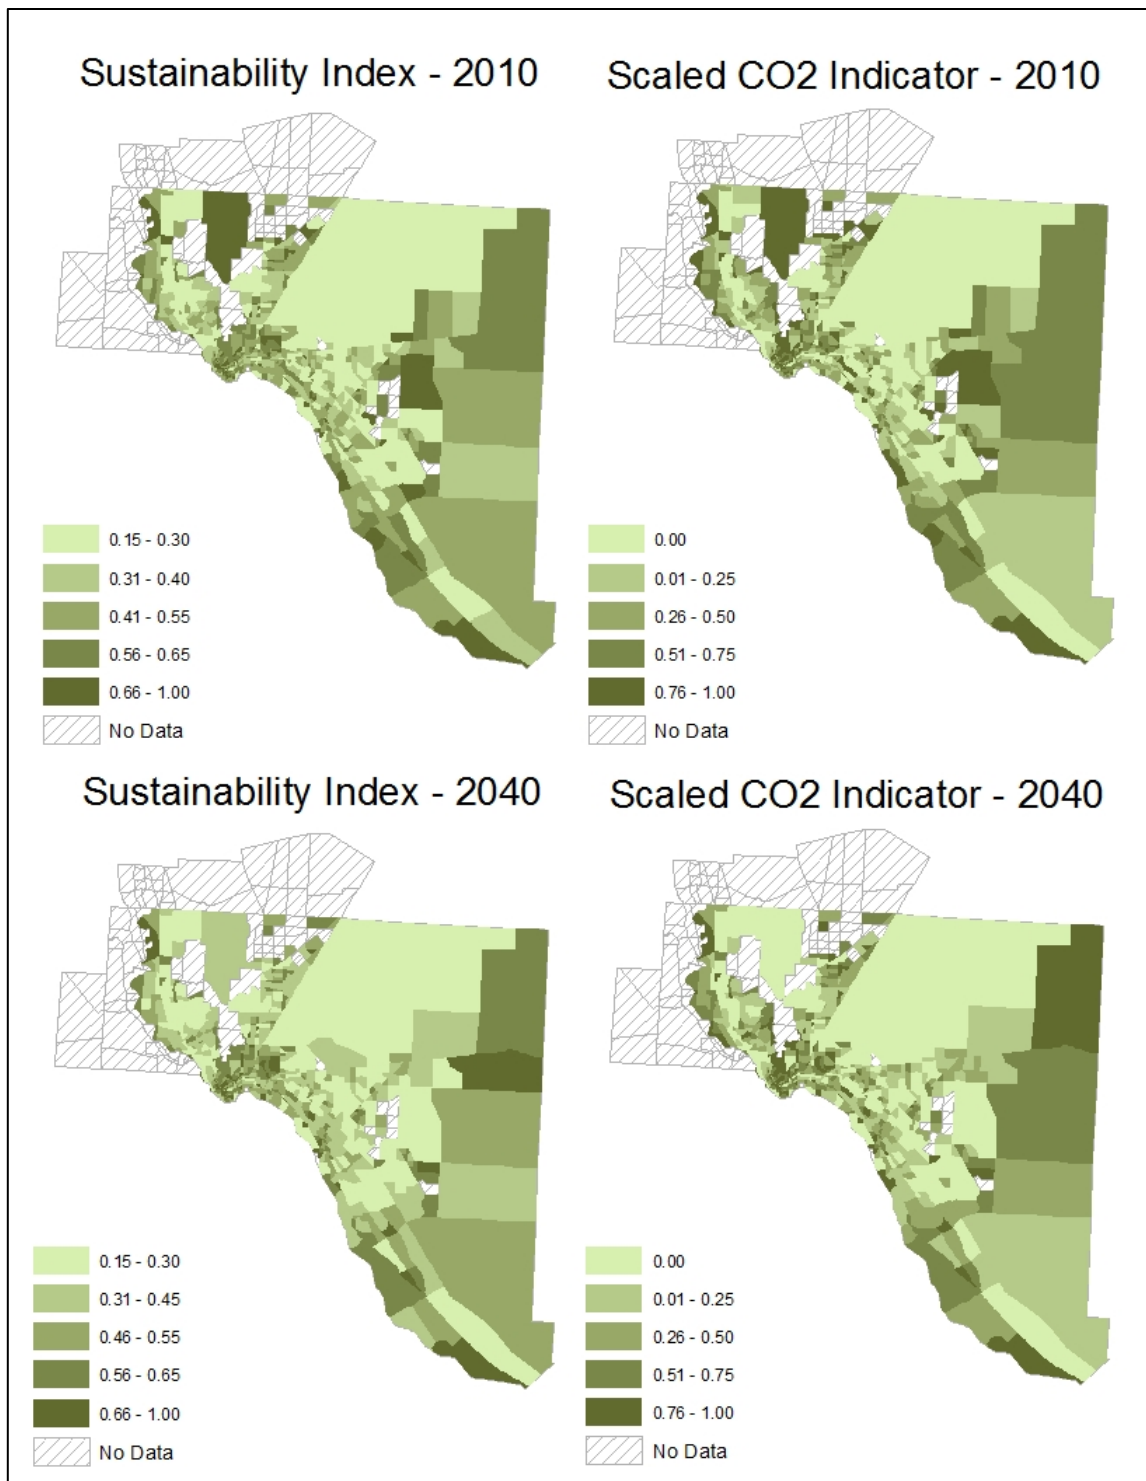 Sustainability Index - 2010
Scaled CO2 Indicator - 2010
0.15 - 0.30
0.31 - 0.40
0.41 - 0.55
0.56 - 0.65
0.66 - 1.00
No Data
0.00
0.01 - 0.25
0.26 - 0.50
0.51 - 0.75
0.76 - 1.00
No Data
Sustainability Index - 2040
Scaled CO2 Indicator - 2040
0.15 - 0.30
0.31 - 0.45
0.46 - 0.55
0.56 - 0.65
0.66 - 1.00
No Data
0.00
0.01 - 0.25
0.26 - 0.50
0.51 - 0.75
0.76 - 1.00
No Data